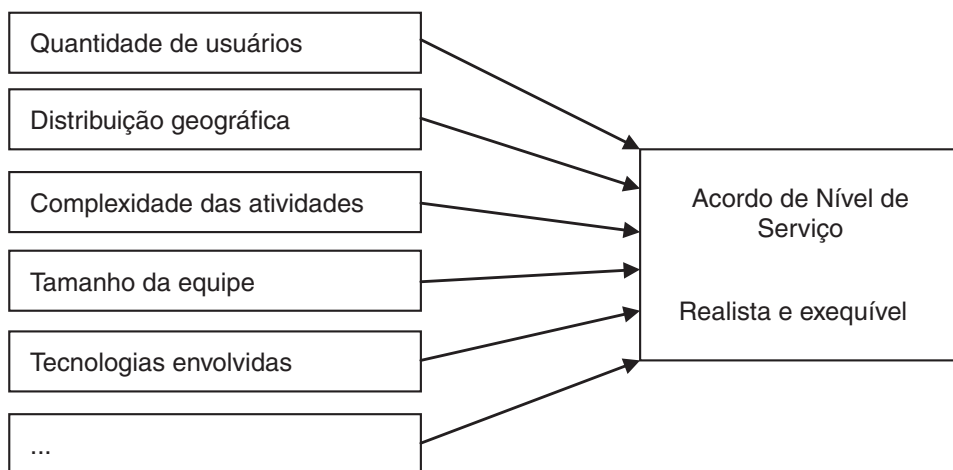 Quantidade de usuários
Distribuição geográfica
Complexidade das atividades
Tamanho da equipe
Tecnologias envolvidas
...
Acordo de Nível de
Serviço
Realista e exequível